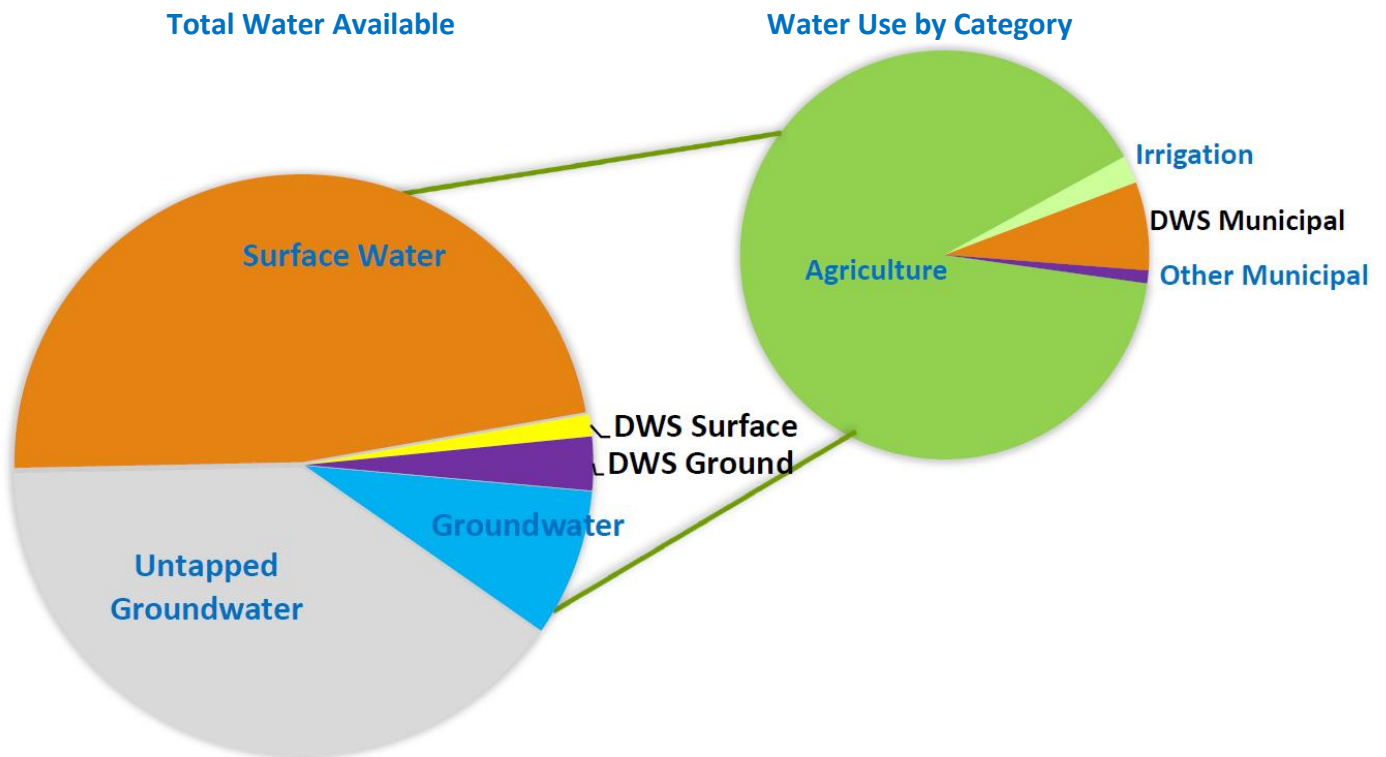 Total Water Available
Water Use by Category
Surface Water
DWS Surface
DWS Ground
Groundwater
Untapped
Groundwater
Irrigation
DWS Municipal
Other Municipal
Agriculture